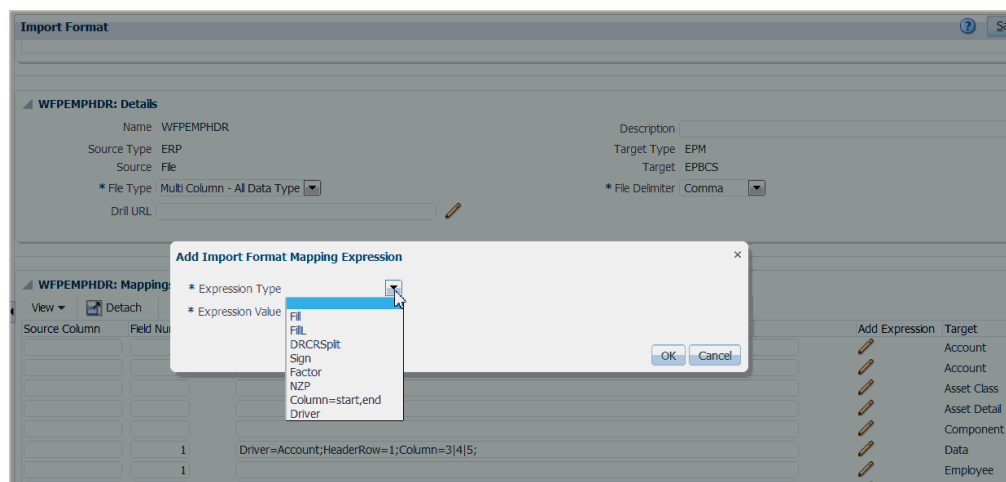 Import Format
WFPEMPHDR: Details
Name WFPEMPHDR
Description
Source Type ERP
Target Type EPM
Source File
Target EPBCS
* File Type Multi Column - All Data Type
* File Delimiter Comma
Drill URL
Add Import Format Mapping Expression
* Expression Type
* Expression Value
Fill
FillL
DRCRSplit
Sign
Factor
NZP
Column=start,end
Driver
OK Cancel
WFPEMPHDR: Mapping
View Detach
Source Column Field Add Expression Target
Account
Account
Asset Class
Asset Detail
Component
1 Driver=Account;HeaderRow=1;Column=3|4|5; Data
1 Employee